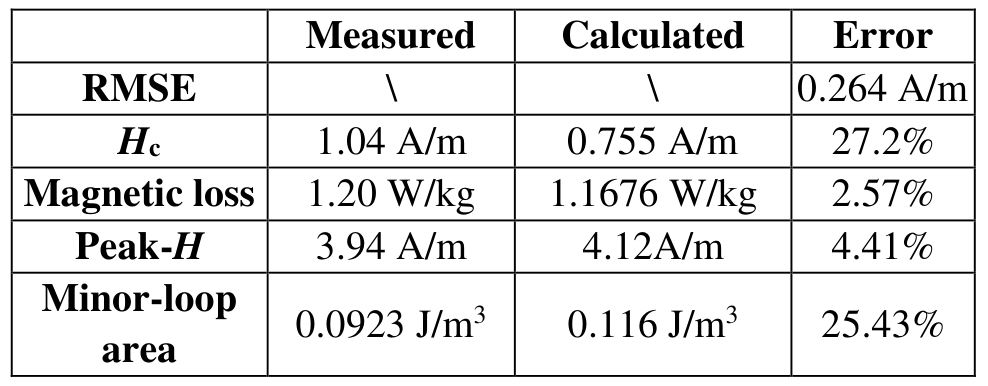 Measured Calculated Error
RMSE \ \ 0.264 A/m
Hc 1.04 A/m 0.755 A/m 27.2%
Magnetic loss 1.20 W/kg 1.1676 W/kg 2.57%
Peak-H 3.94 A/m 4.12A/m 4.41%
Minor-loop
area 0.0923 J/m³ 0.116 J/m³ 25.43%